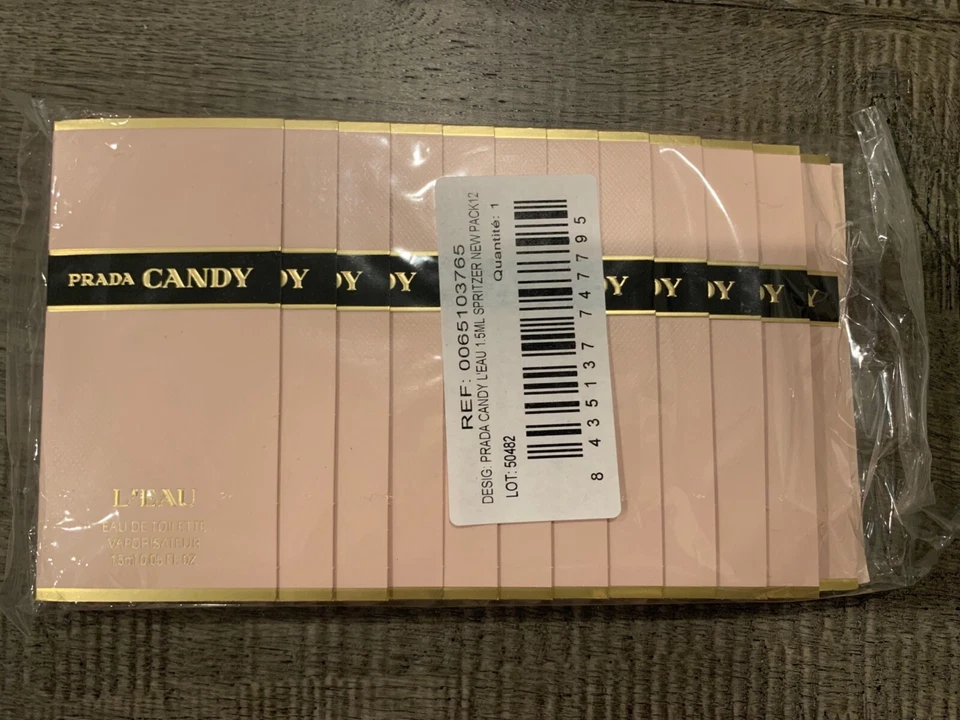 PRADA CANDY
DY
DY
DY
DY
DY
DY
DY
Y
L'EAU
EAU DE TOILETTE
VAPORISATEUR
1.5ml 0.05 FL. OZ
REF: 0065103765
DESIG: PRADA CANDY L'EAU 1.5ML SPRITZER NEW PACK12
LOT: 50482
Quantité: 1
8 435137 747795